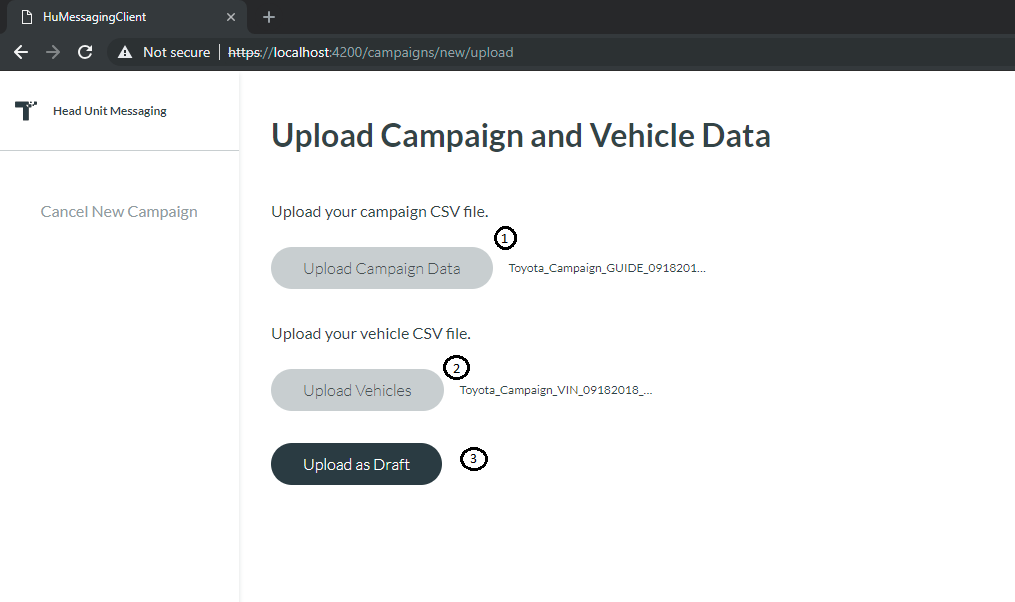 HuMessagingClient
Not secure https://localhost:4200/campaigns/new/upload
Head Unit Messaging
Upload Campaign and Vehicle Data
Cancel New Campaign
Upload your campaign CSV file.
1
Upload Campaign Data Toyota_Campaign_GUIDE_0918201...
Upload your vehicle CSV file.
2
Upload Vehicles Toyota_Campaign_VIN_09182018_...
Upload as Draft 3